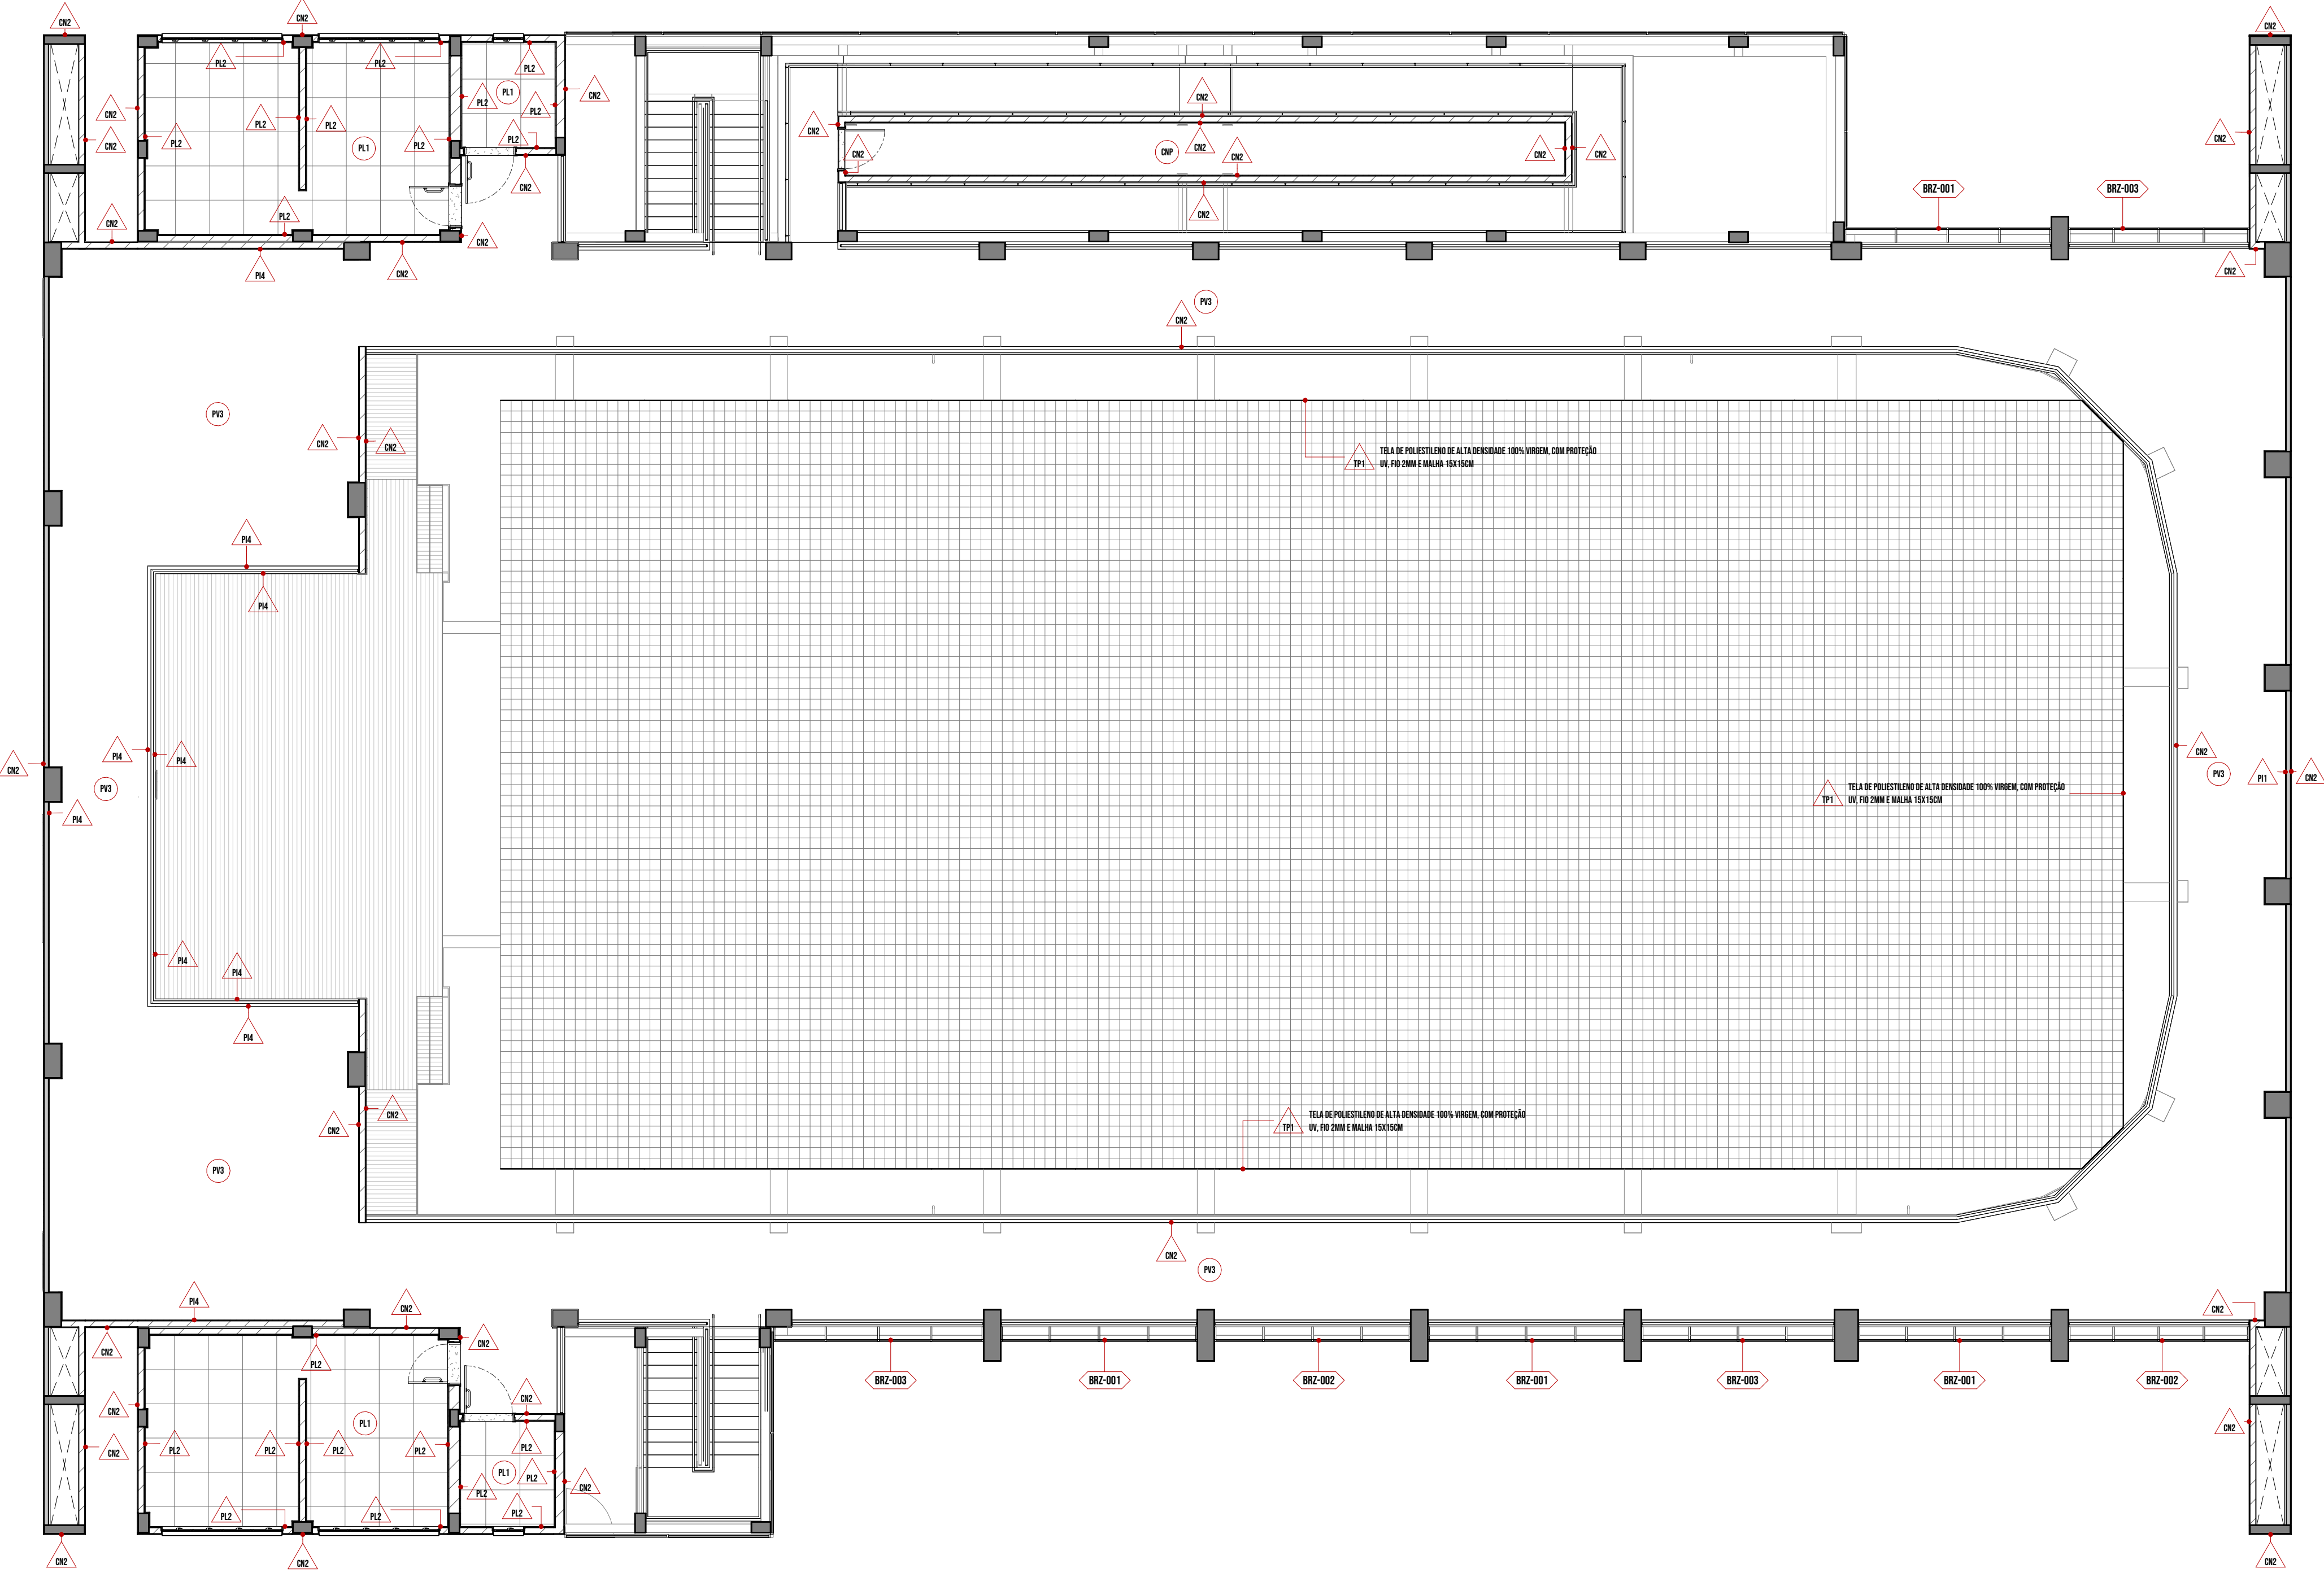 CN2
CN2
CN2
PL2
PL2
PL2
CN2
PL1
CN2
CN2
CN2
PL2
PL2
CN2
PL2
PL2
CN2
CN2
CN2
PL2
PL2
PL2
PL1
CNP
CN2
CN2
CN2
CN2
CN2
CN2
BRZ-001
BRZ-003
CN2
PL2
CN2
CN2
CN2
PI4
CN2
PV3
CN2
PV3
CN2
CN2
TP1
TELA DE POLIESTILENO DE ALTA DENSIDADE 100% VIRGEM, COM PROTEÇÃO
UV, FIO 2MM E MALHA 15X15CM
PI4
PI4
PI4
PI4
CN2
CN2
PI1
CN2
PV3
PV3
PI4
TP1
TELA DE POLIESTILENO DE ALTA DENSIDADE 100% VIRGEM, COM PROTEÇÃO
UV, FIO 2MM E MALHA 15X15CM
PI4
PI4
PI4
CN2
CN2
TP1
TELA DE POLIESTILENO DE ALTA DENSIDADE 100% VIRGEM, COM PROTEÇÃO
UV, FIO 2MM E MALHA 15X15CM
PV3
CN2
PV3
PI4
CN2
CN2
CN2
CN2
PL2
BRZ-003
BRZ-001
BRZ-002
BRZ-001
BRZ-003
BRZ-001
BRZ-002
CN2
CN2
PL1
CN2
CN2
PL2
PL2
PL2
PL2
PL2
PL1
PL2
PL2
CN2
PL2
PL2
PL2
CN2
CN2
CN2